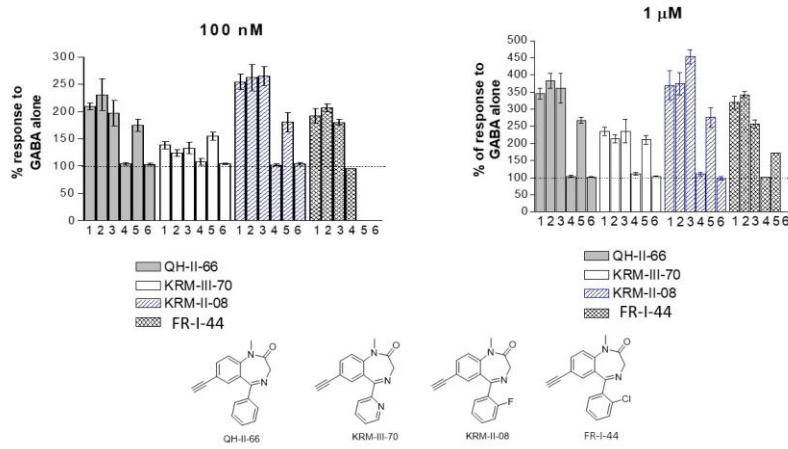 100 nM
% response to
GABA alone
300
250
200
150
100
50
0
1 2 3 4 5 6 1 2 3 4 5 6 1 2 3 4 5 6 1 2 3 4 5 6
QH-II-66
KRM-III-70
KRM-II-08
FR-I-44
1 µM
% of response to
GABA alone
500
450
400
350
300
250
200
150
100
50
0
1 2 3 4 5 6 1 2 3 4 5 6 1 2 3 4 5 6 1 2 3 4 5 6
QH-II-66
KRM-III-70
KRM-II-08
FR-I-44
N
O
N
QH-II-66
N
O
N
N
KRM-III-70
N
O
N
F
KRM-II-08
N
O
N
Cl
FR-I-44